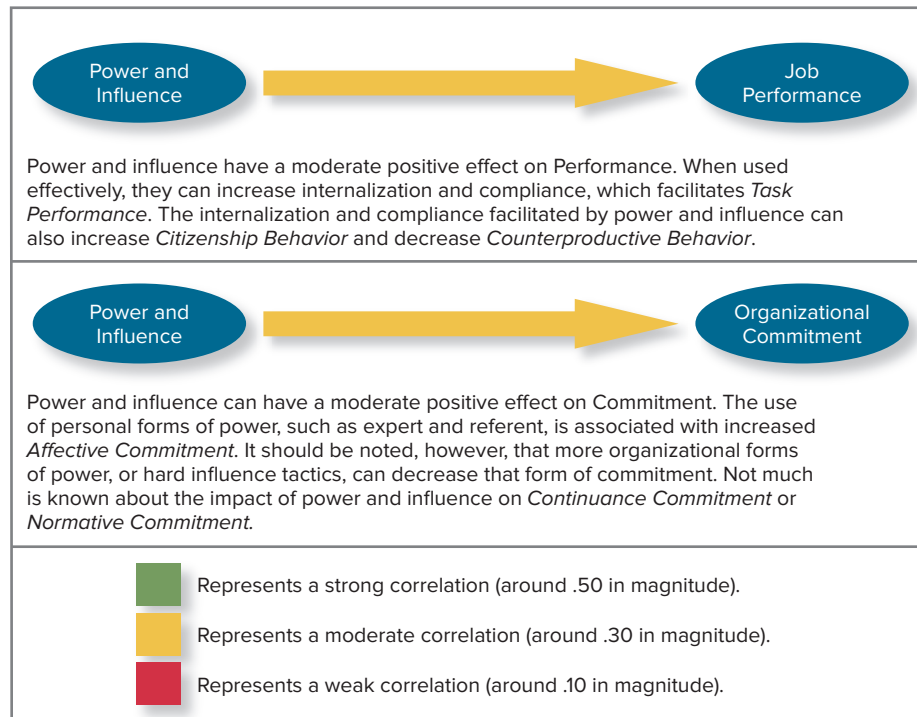 Power and
Influence
Job
Performance
Power and influence have a moderate positive effect on Performance. When used
effectively, they can increase internalization and compliance, which facilitates Task
Performance. The internalization and compliance facilitated by power and influence can
also increase Citizenship Behavior and decrease Counterproductive Behavior.
Power and
Influence
Organizational
Commitment
Power and influence can have a moderate positive effect on Commitment. The use
of personal forms of power, such as expert and referent, is associated with increased
Affective Commitment. It should be noted, however, that more organizational forms
of power, or hard influence tactics, can decrease that form of commitment. Not much
is known about the impact of power and influence on Continuance Commitment or
Normative Commitment.
Represents a strong correlation (around .50 in magnitude).
Represents a moderate correlation (around .30 in magnitude).
Represents a weak correlation (around .10 in magnitude).